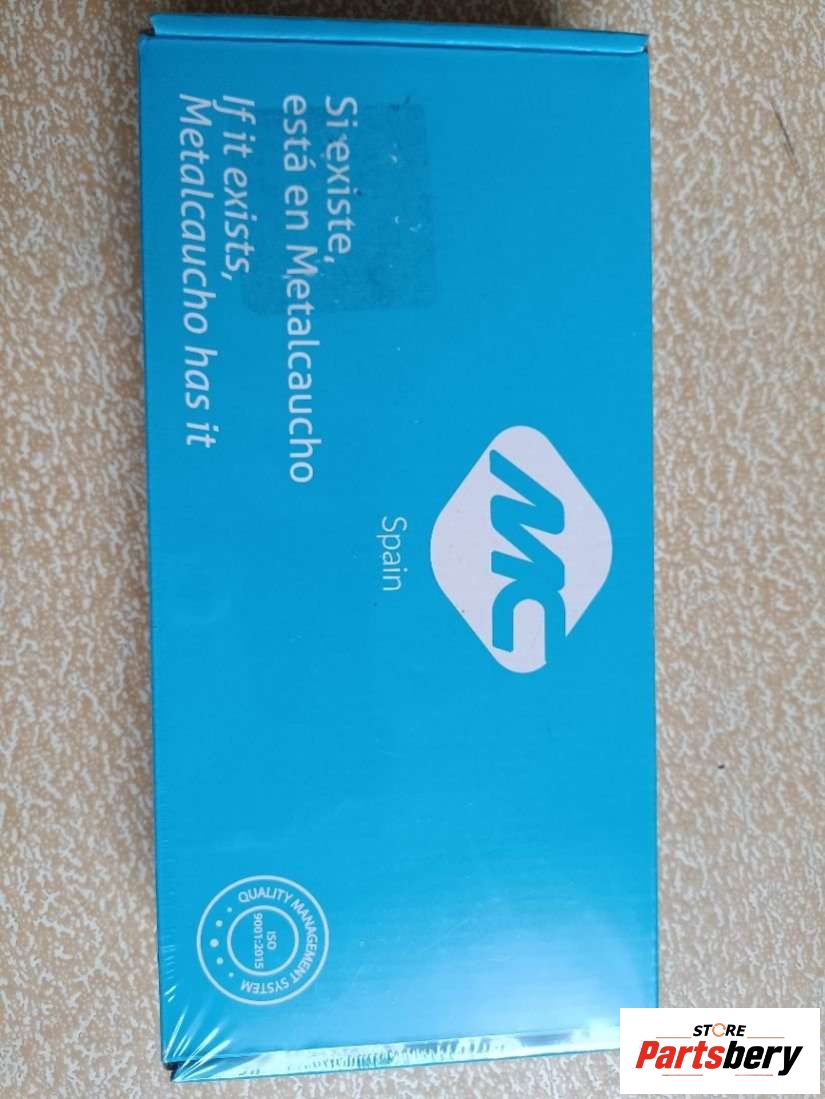 Si existe,
está en Metalcaucho
If it exists,
Metalcaucho has it
MC
Spain
QUALITY MANAGEMENT SYSTEM
ISO
9001:2015
STORE
Partsbery